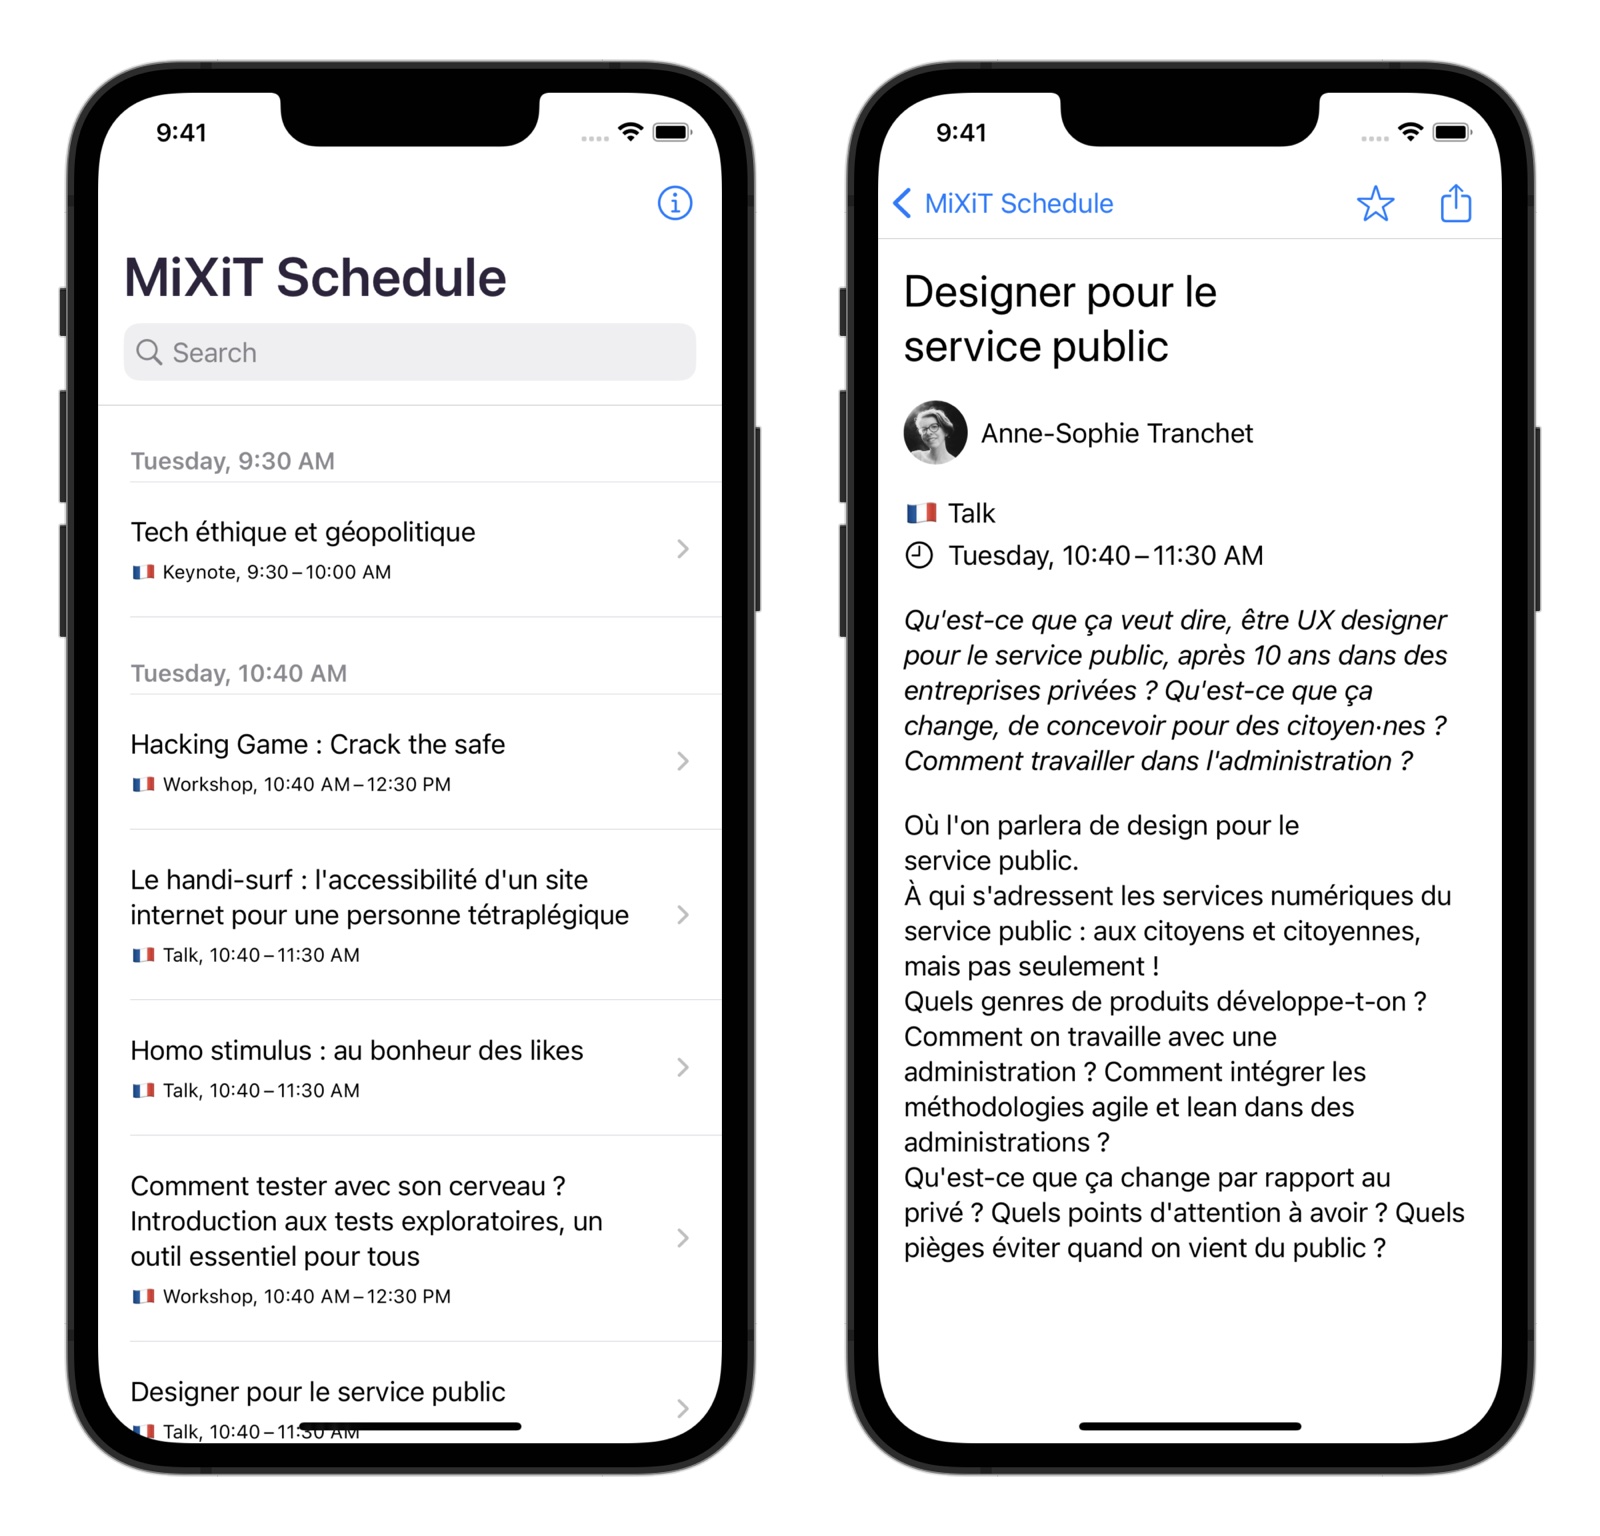 9:41
MiXiT Schedule
Search
Tuesday, 9:30 AM
Tech éthique et géopolitique
Keynote, 9:30 – 10:00 AM
Tuesday, 10:40 AM
Hacking Game : Crack the safe
Workshop, 10:40 AM – 12:30 PM
Le handi-surf : l'accessibilité d'un site
internet pour une personne tétraplégique
Talk, 10:40 – 11:30 AM
Homo stimulus : au bonheur des likes
Talk, 10:40 – 11:30 AM
Comment tester avec son cerveau ?
Introduction aux tests exploratoires, un
outil essentiel pour tous
Workshop, 10:40 AM – 12:30 PM
Designer pour le service public
Talk, 10:40 – 11:30 AM
9:41
MiXiT Schedule
Designer pour le
service public
Anne-Sophie Tranchet
Talk
Tuesday, 10:40 – 11:30 AM
Qu'est-ce que ça veut dire, être UX designer
pour le service public, après 10 ans dans des
entreprises privées ? Qu'est-ce que ça
change, de concevoir pour des citoyen·nes ?
Comment travailler dans l'administration ?
Où l'on parlera de design pour le
service public.
À qui s'adressent les services numériques du
service public : aux citoyens et citoyennes,
mais pas seulement !
Quels genres de produits développe-t-on ?
Comment on travaille avec une
administration ? Comment intégrer les
méthodologies agile et lean dans des
administrations ?
Qu'est-ce que ça change par rapport au
privé ? Quels points d'attention à avoir ? Quels
pièges éviter quand on vient du public ?